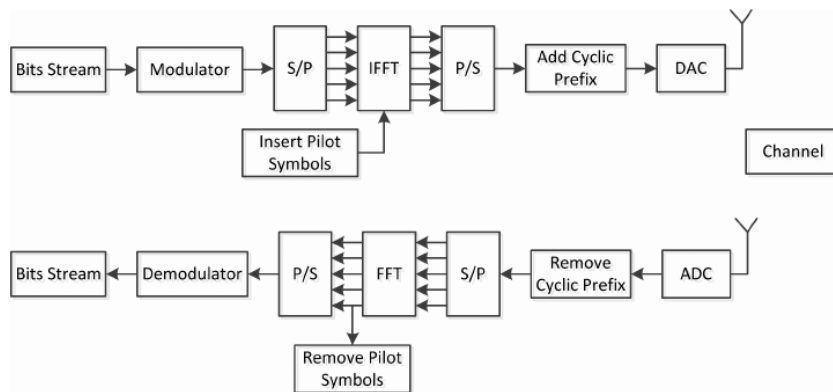 Bits Stream
Modulator
S/P
IFFT
P/S
Add Cyclic
Prefix
DAC
Insert Pilot
Symbols
Channel
Bits Stream
Demodulator
P/S
FFT
S/P
Remove
Cyclic Prefix
ADC
Remove Pilot
Symbols